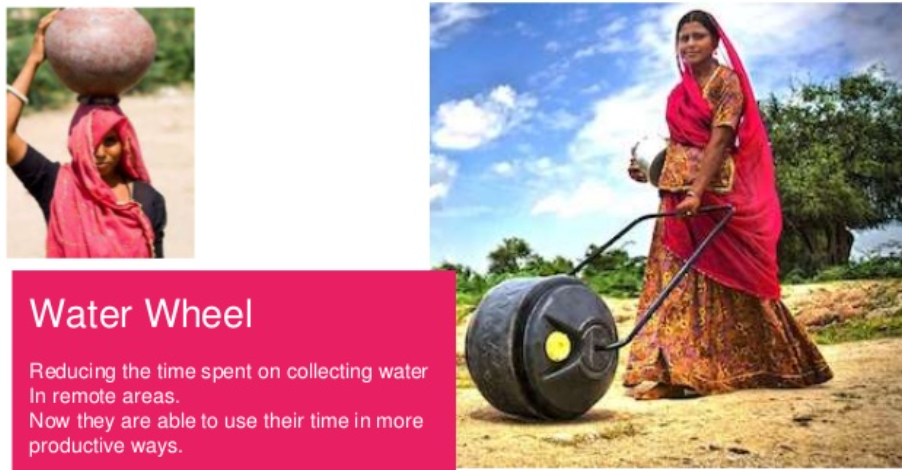 Water Wheel
Reducing the time spent on collecting water
In remote areas.
Now they are able to use their time in more
productive ways.